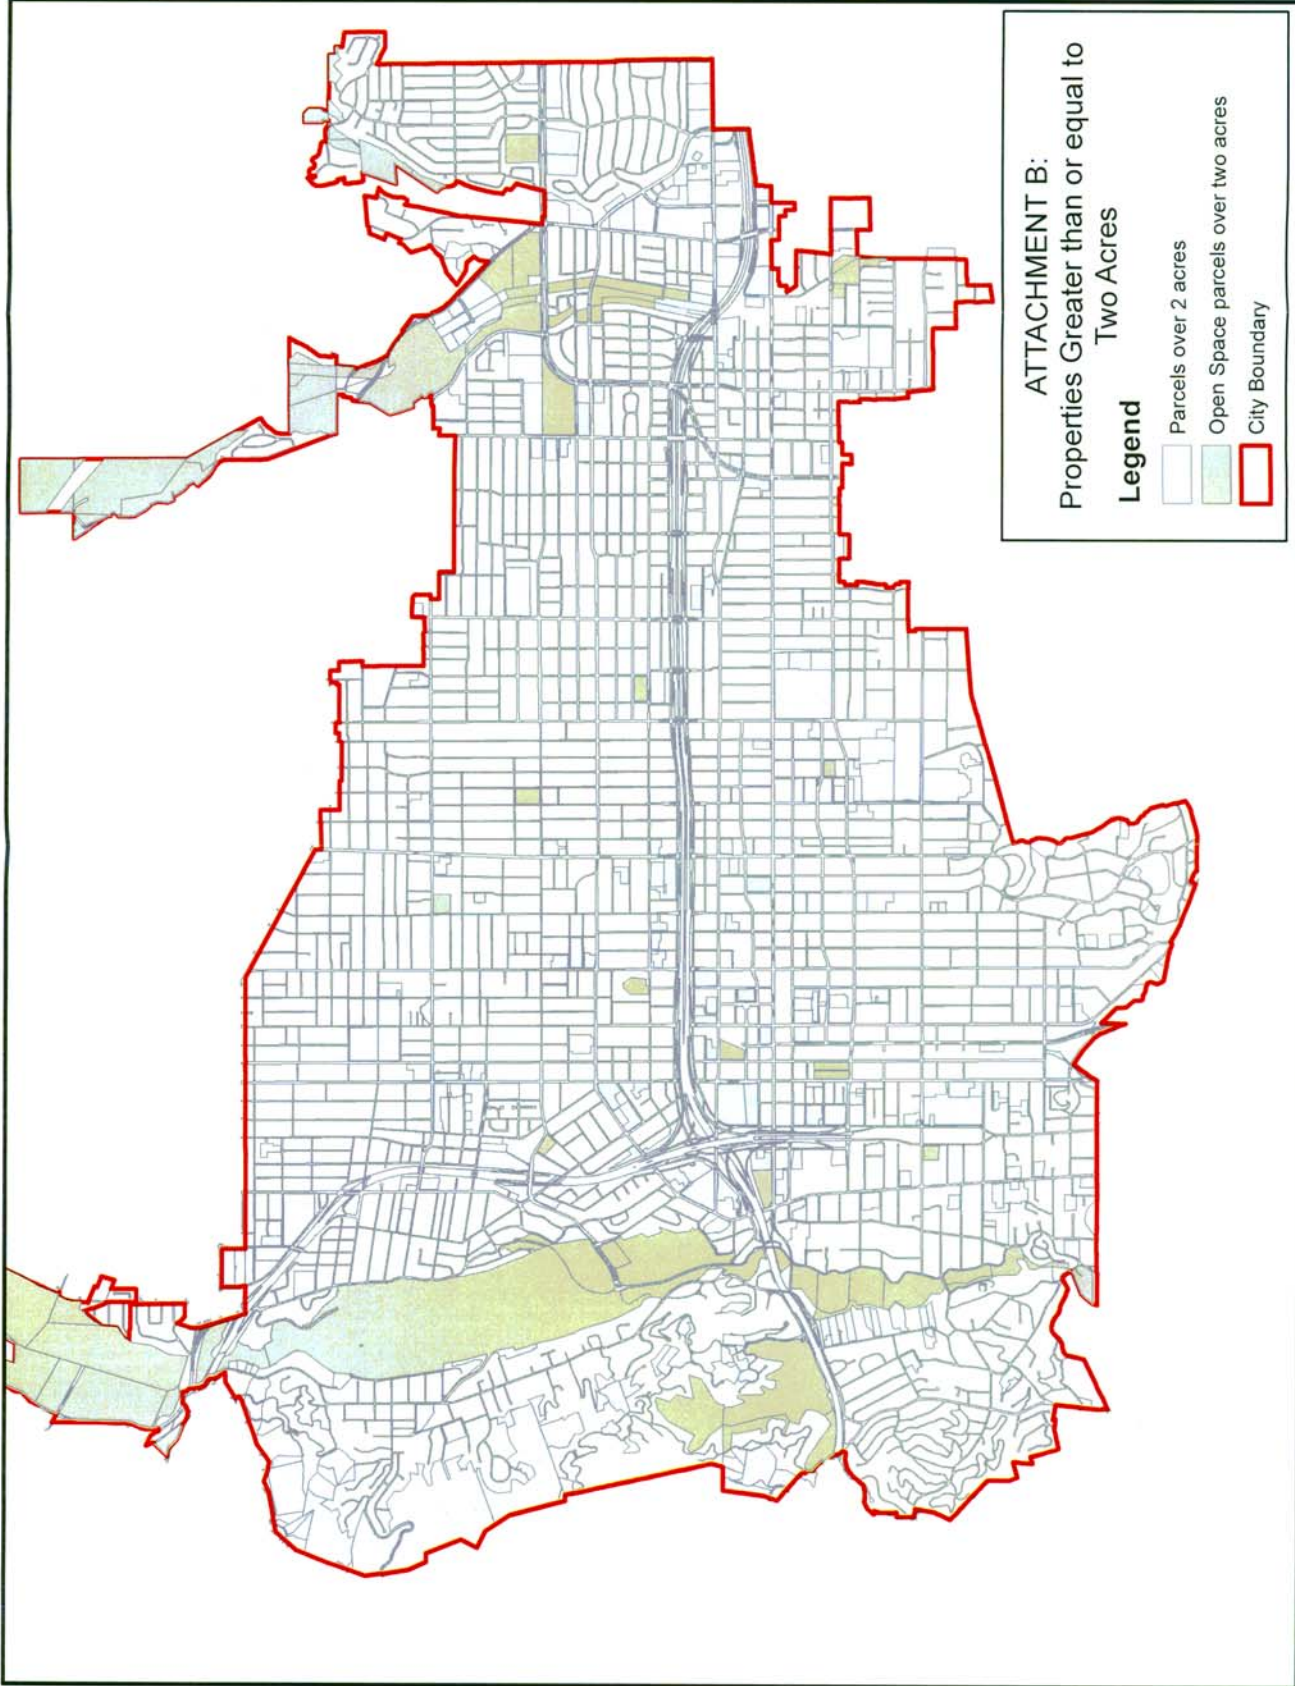 ATTACHMENT B:
Properties Greater than or equal to
Two Acres
Legend
Parcels over 2 acres
Open Space parcels over two acres
City Boundary